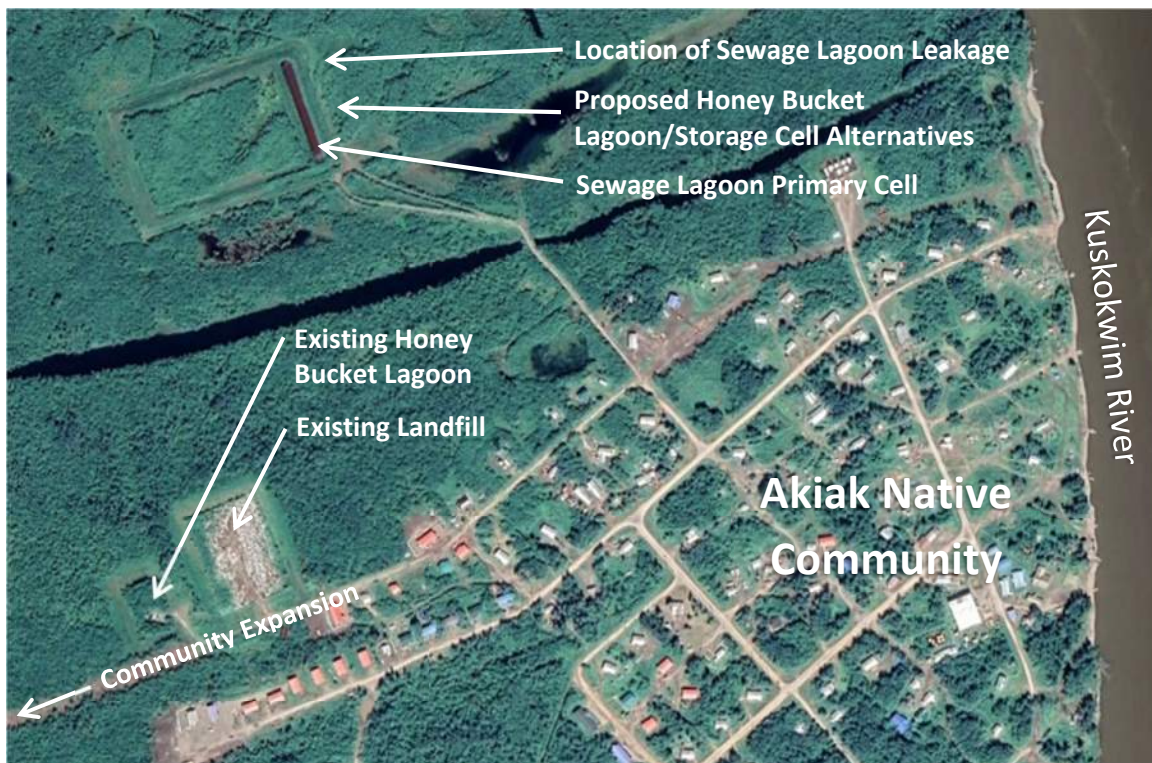 Location of Sewage Lagoon Leakage
Proposed Honey Bucket
Lagoon/Storage Cell Alternatives
Sewage Lagoon Primary Cell
Kuskokwim River
Existing Honey
Bucket Lagoon
Existing Landfill
Akiak Native
Community
Community Expansion